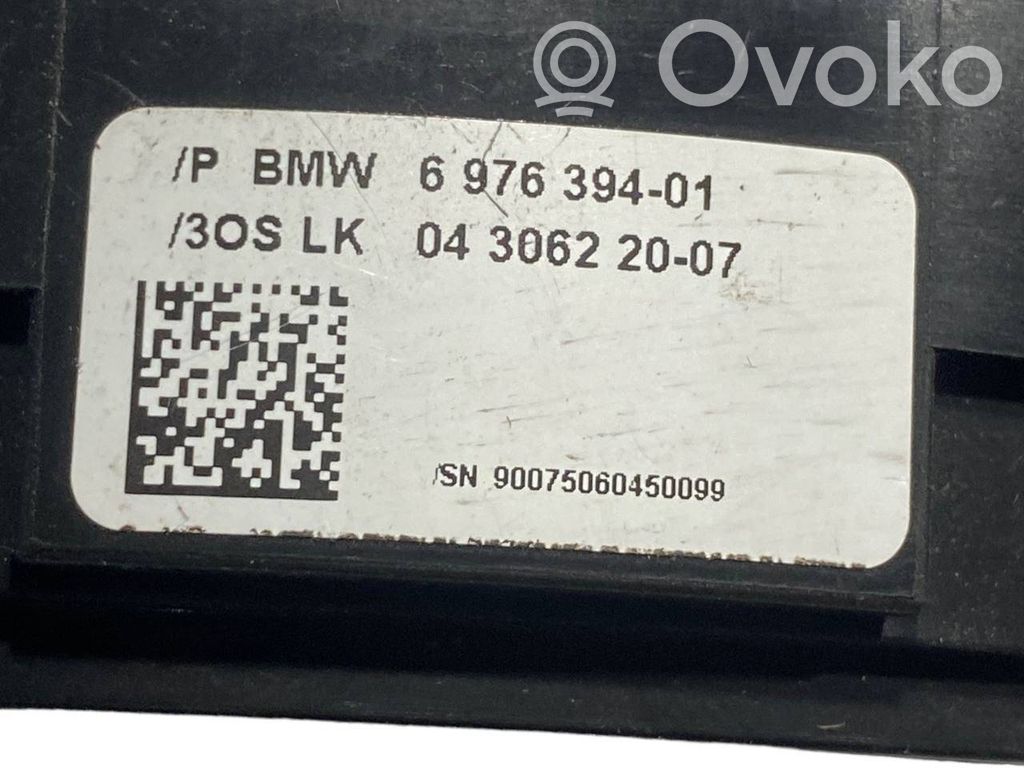 Ovoko
/P BMW 6 976 394-01
/3OS LK 04 3062 20-07
/SN 90075060450099